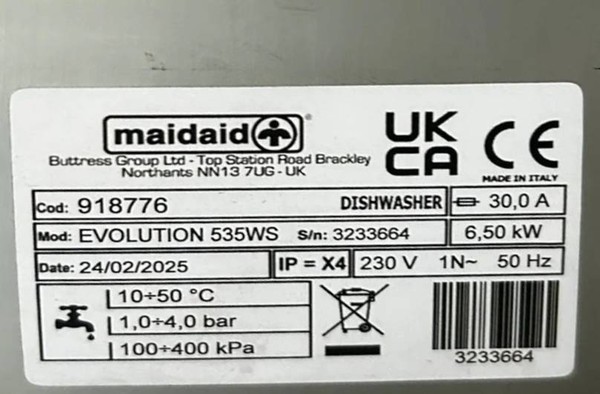 maidaid
Buttress Group Ltd - Top Station Road Brackley
Northants NN13 7UG - UK
UK
CA
CE
MADE IN ITALY
Cod: 918776 DISHWASHER 30,0 A
Mod: EVOLUTION 535WS S/n: 3233664 6,50 kW
Date: 24/02/2025 IP = X4 230 V 1N~ 50 Hz
10÷50 °C
1,0÷4,0 bar
100÷400 kPa
3233664